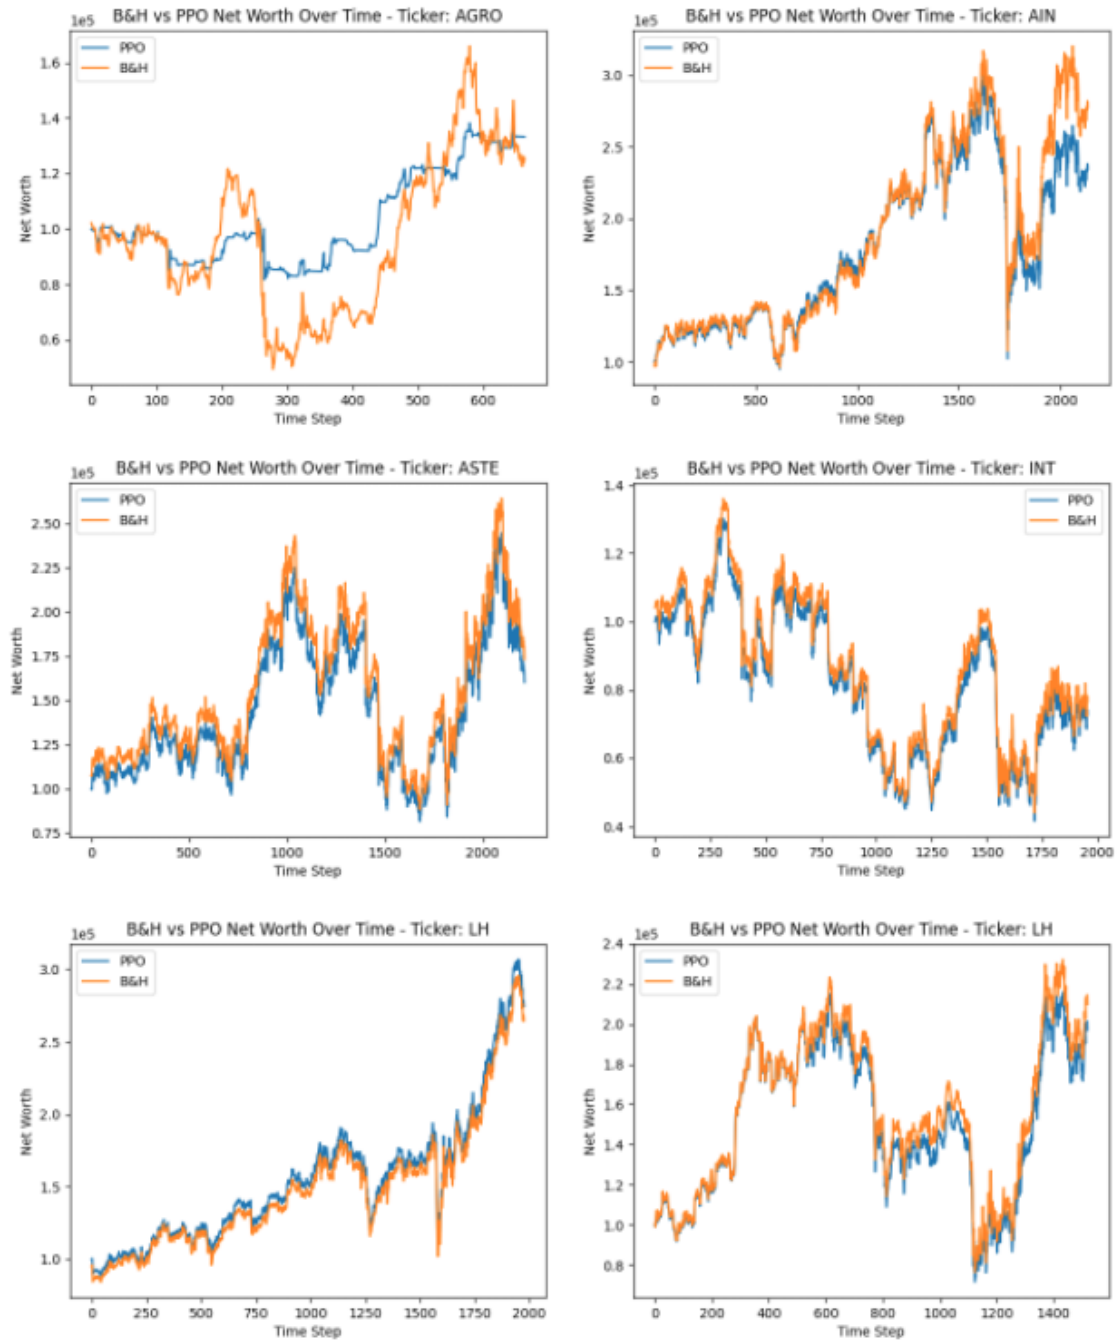 B&H vs PPO Net Worth Over Time - Ticker: AGRO
1e5
PPO
B&H
1.6
1.4
1.2
1.0
0.8
0.6
Net Worth
0 100 200 300 400 500 600
Time Step
B&H vs PPO Net Worth Over Time - Ticker: AIN
1e5
PPO
B&H
3.0
2.5
2.0
1.5
1.0
Net Worth
0 500 1000 1500 2000
Time Step
B&H vs PPO Net Worth Over Time - Ticker: ASTE
1e5
PPO
B&H
2.50
2.25
2.00
1.75
1.50
1.25
1.00
0.75
Net Worth
0 500 1000 1500 2000
Time Step
B&H vs PPO Net Worth Over Time - Ticker: INT
1e5
PPO
B&H
1.4
1.2
1.0
0.8
0.6
0.4
Net Worth
0 250 500 750 1000 1250 1500 1750 2000
Time Step
B&H vs PPO Net Worth Over Time - Ticker: LH
1e5
PPO
B&H
3.0
2.5
2.0
1.5
1.0
Net Worth
0 250 500 750 1000 1250 1500 1750 2000
Time Step
B&H vs PPO Net Worth Over Time - Ticker: LH
1e5
PPO
B&H
2.4
2.2
2.0
1.8
1.6
1.4
1.2
1.0
0.8
Net Worth
0 200 400 600 800 1000 1200 1400
Time Step